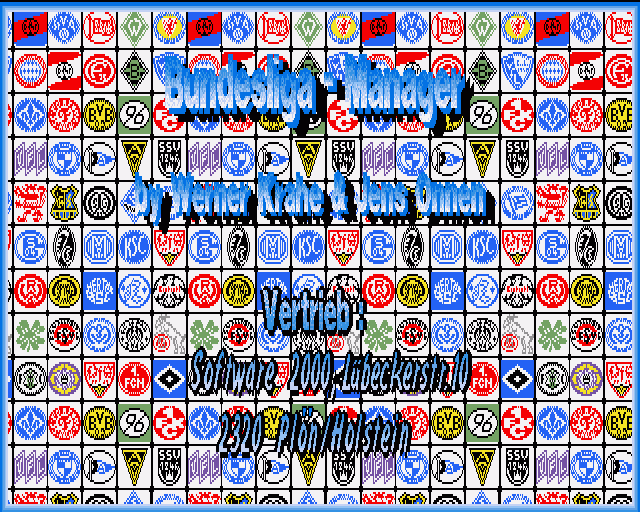 Bundesliga - Manager
by Werner Krahe & Jens Onnen
Vertrieb :
Software 2000, Lübeckerstr.10
2320 Plön/Holstein